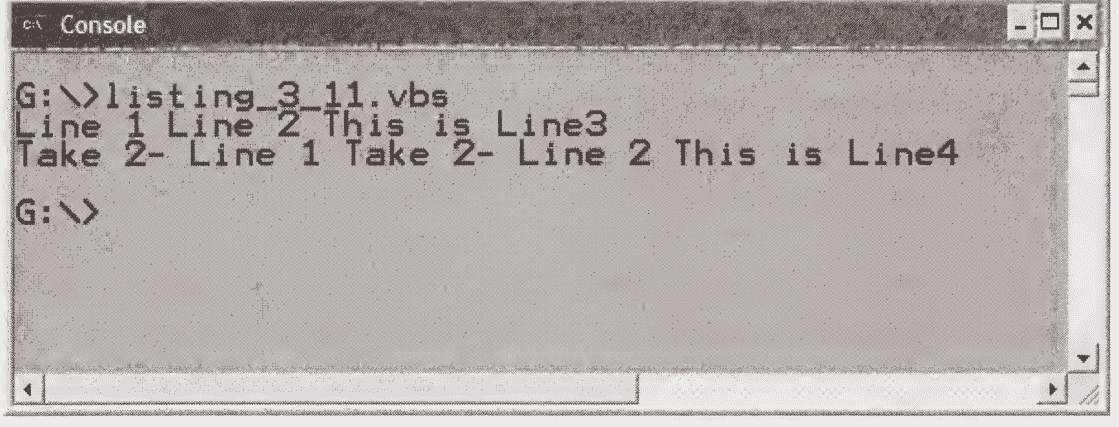 C:\ Console
G:\>listing_3_11.vbs
Line 1 Line 2 This is Line3
Take 2- Line 1 Take 2- Line 2 This is Line4
G:\>